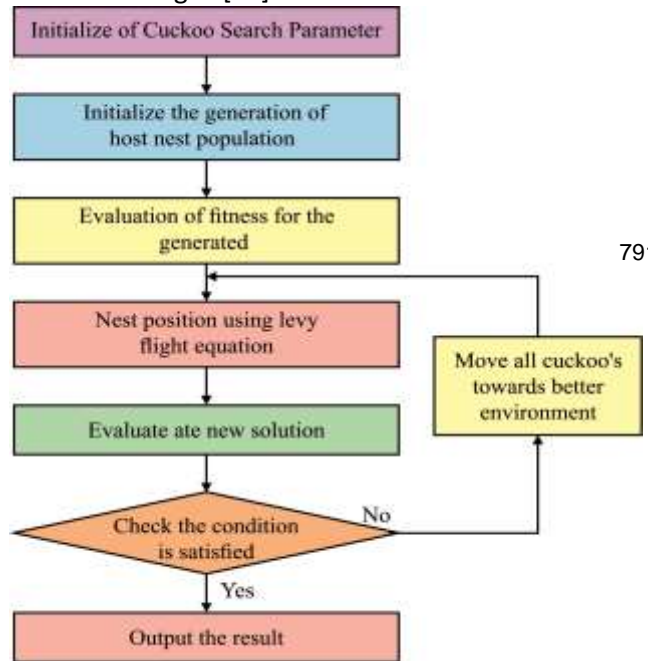 Initialize of Cuckoo Search Parameter
Initialize the generation of
host nest population
Evaluation of fitness for the
generated
791
Nest position using levy
flight equation
Move all cuckoo's
towards better
environment
Evaluate ate new solution
Check the condition
is satisfied
No
Yes
Output the result